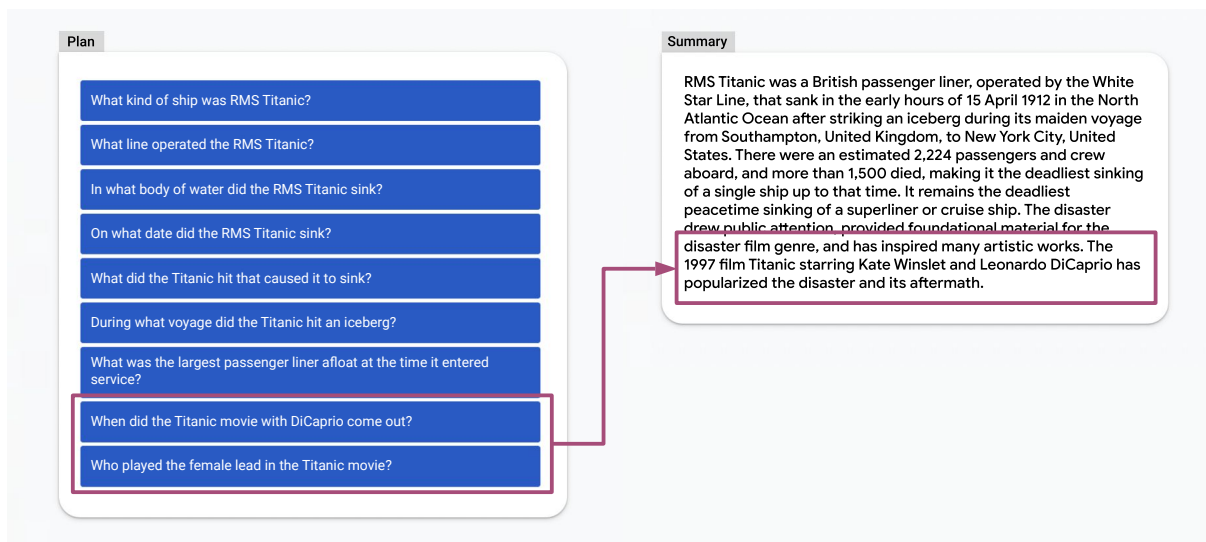 Plan
What kind of ship was RMS Titanic?
What line operated the RMS Titanic?
In what body of water did the RMS Titanic sink?
On what date did the RMS Titanic sink?
What did the Titanic hit that caused it to sink?
During what voyage did the Titanic hit an iceberg?
What was the largest passenger liner afloat at the time it entered
service?
When did the Titanic movie with DiCaprio come out?
Who played the female lead in the Titanic movie?
Summary
RMS Titanic was a British passenger liner, operated by the White
Star Line, that sank in the early hours of 15 April 1912 in the North
Atlantic Ocean after striking an iceberg during its maiden voyage
from Southampton, United Kingdom, to New York City, United
States. There were an estimated 2,224 passengers and crew
aboard, and more than 1,500 died, making it the deadliest sinking
of a single ship up to that time. It remains the deadliest
peacetime sinking of a superliner or cruise ship. The disaster
drew public attention, provided foundational material for the
disaster film genre, and has inspired many artistic works. The
1997 film Titanic starring Kate Winslet and Leonardo DiCaprio has
popularized the disaster and its aftermath.